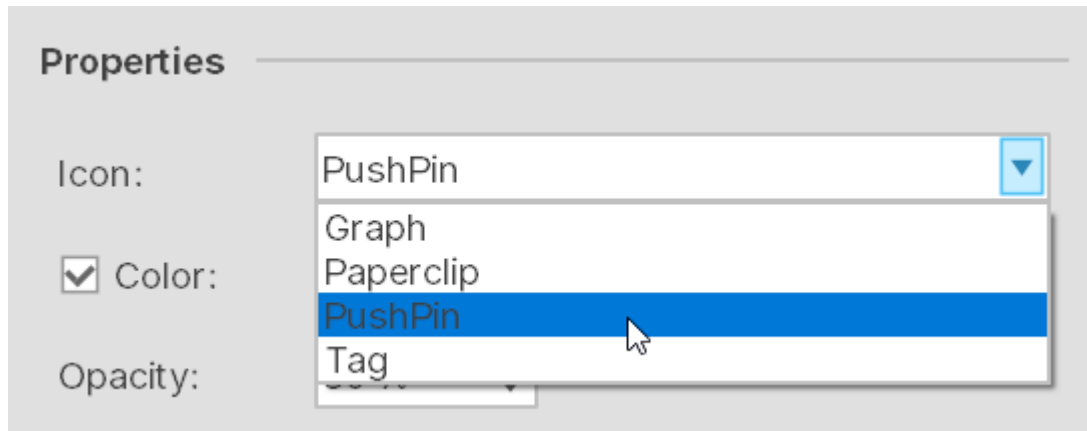 Properties
Icon:
PushPin
Graph
Paperclip
Color:
PushPin
Tag
Opacity: